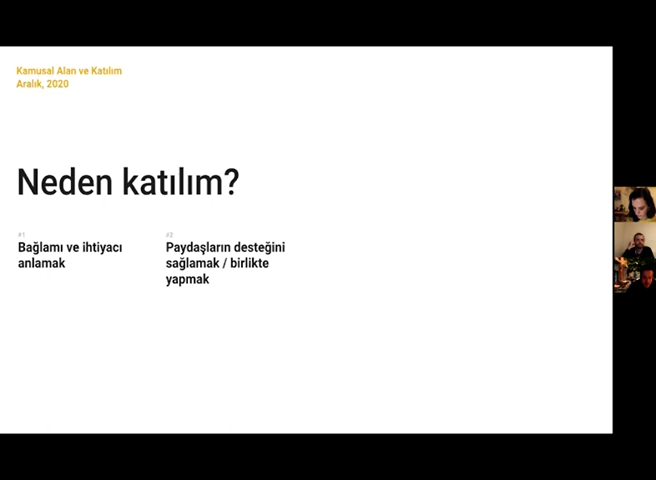 Kamusal Alan ve Katılım
Aralık, 2020
Neden katılım?
#1
Bağlamı ve ihtiyacı
anlamak
#2
Paydaşların desteğini
sağlamak / birlikte
yapmak